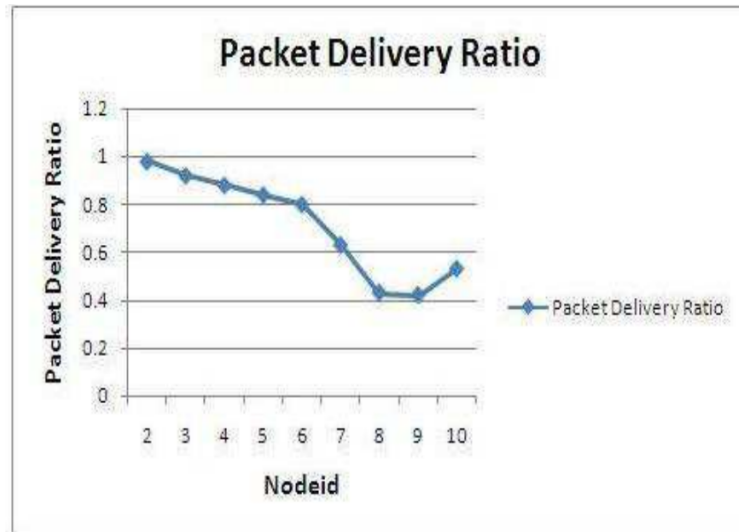 Packet Delivery Ratio
Packet Delivery Ratio
1.2
1
0.8
0.6
0.4
0.2
0
2 3 4 5 6 7 8 9 10
Nodeid
Packet Delivery Ratio